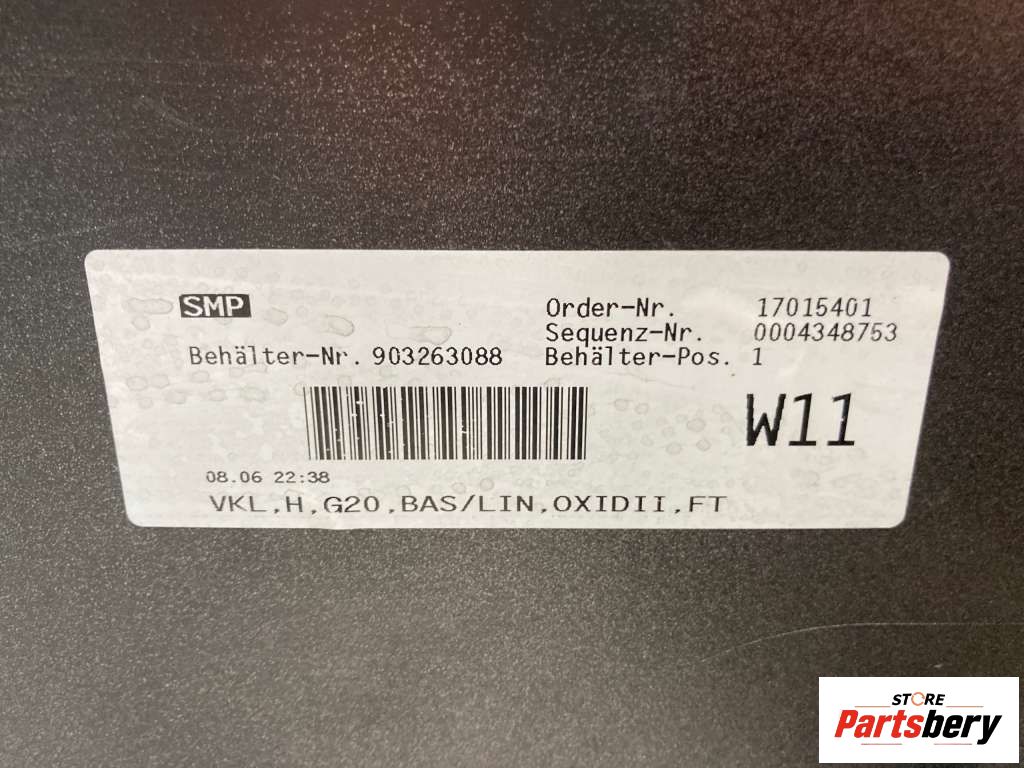 SMP
Order-Nr. 17015401
Sequenz-Nr. 0004348753
Behälter-Nr. 903263088 Behälter-Pos. 1
W11
08.06 22:38
VKL,H,G20,BAS/LIN,OXIDII,FT
STORE
Partsbery